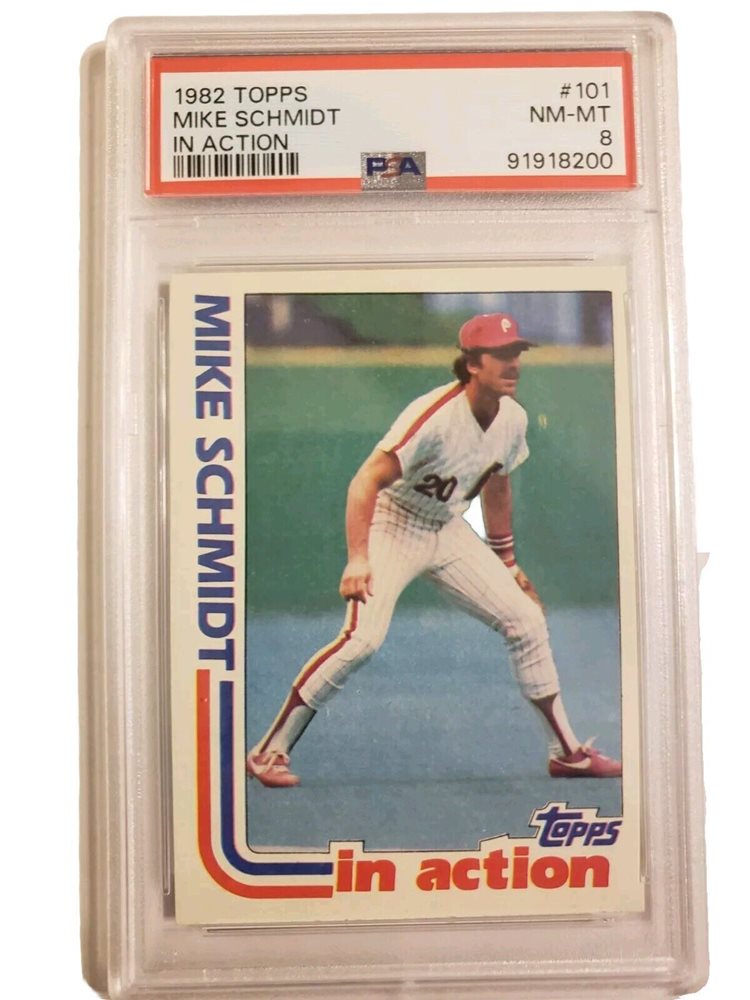 1982 TOPPS #101
MIKE SCHMIDT NM-MT
IN ACTION 8
PSA 91918200
MIKE SCHMIDT
P
20
topps
in action